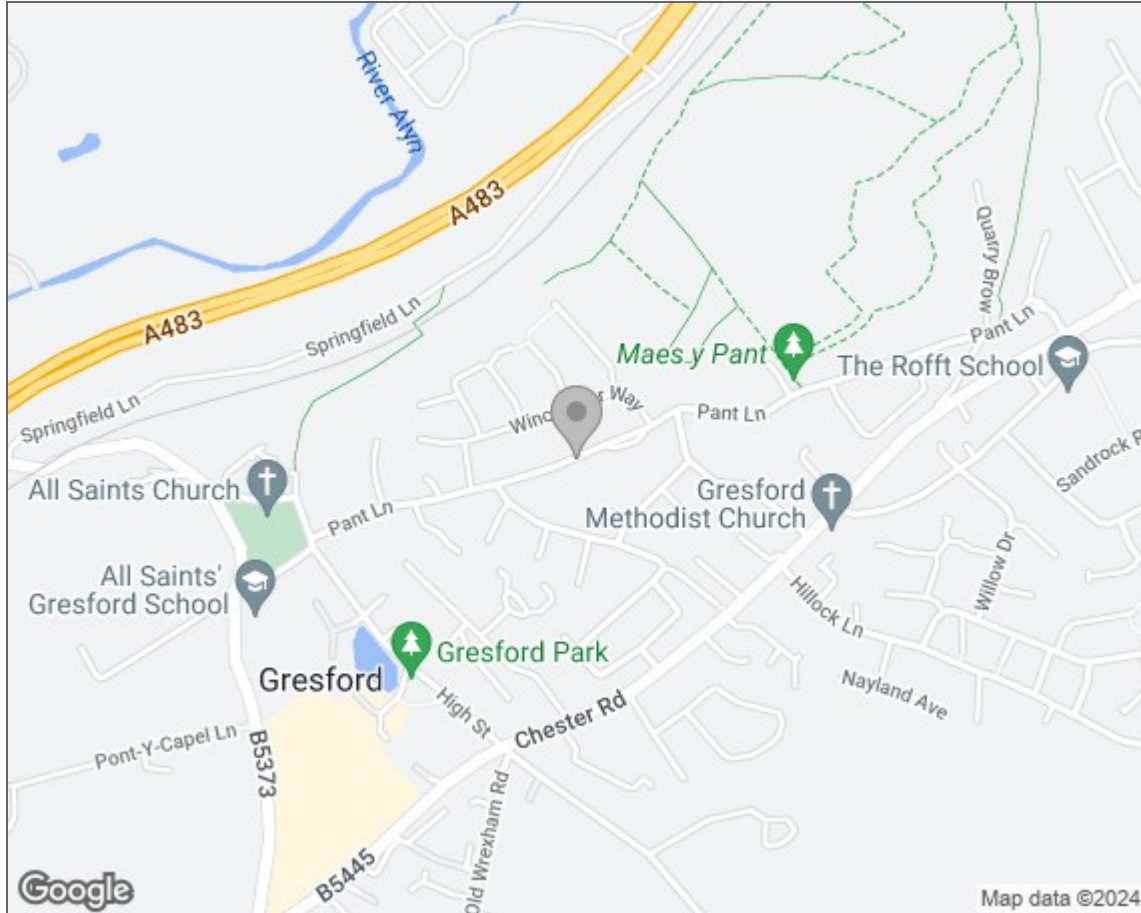 River Alyn
A483
A483
Springfield Ln
Springfield Ln
Quarry Brow
Pant Ln
Maes y Pant
The Rofft School
Way
Pant Ln
Sandrock
All Saints Church
Pant Ln
Gresford
Methodist Church
All Saints'
Gresford School
Willow Dr
Hillock Ln
Gresford Park
Gresford
Nayland Ave
High St
Chester Rd
Pont-Y-Capel Ln
B5373
Old Wrexham Rd
B5445
Google
Map data ©2024